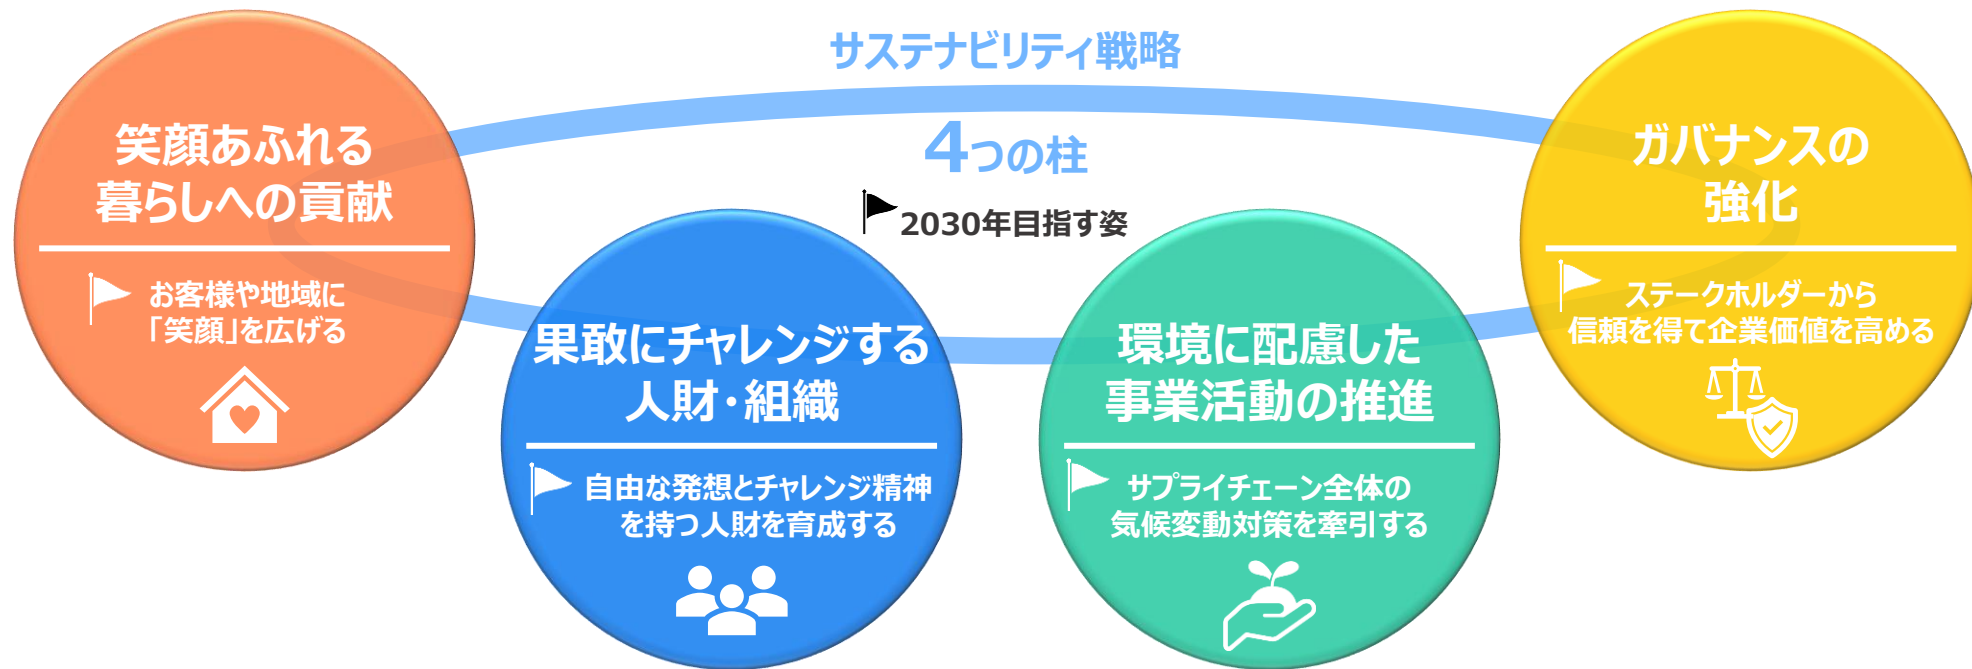 サステナビリティ戦略
4つの柱
2030年目指す姿
笑顔あふれる
暮らしへの貢献
お客様や地域に
「笑顔」を広げる
果敢にチャレンジする
人財・組織
自由な発想とチャレンジ精神
を持つ人財を育成する
環境に配慮した
事業活動の推進
サプライチェーン全体の
気候変動対策を牽引する
ガバナンスの
強化
ステークホルダーから
信頼を得て企業価値を高める